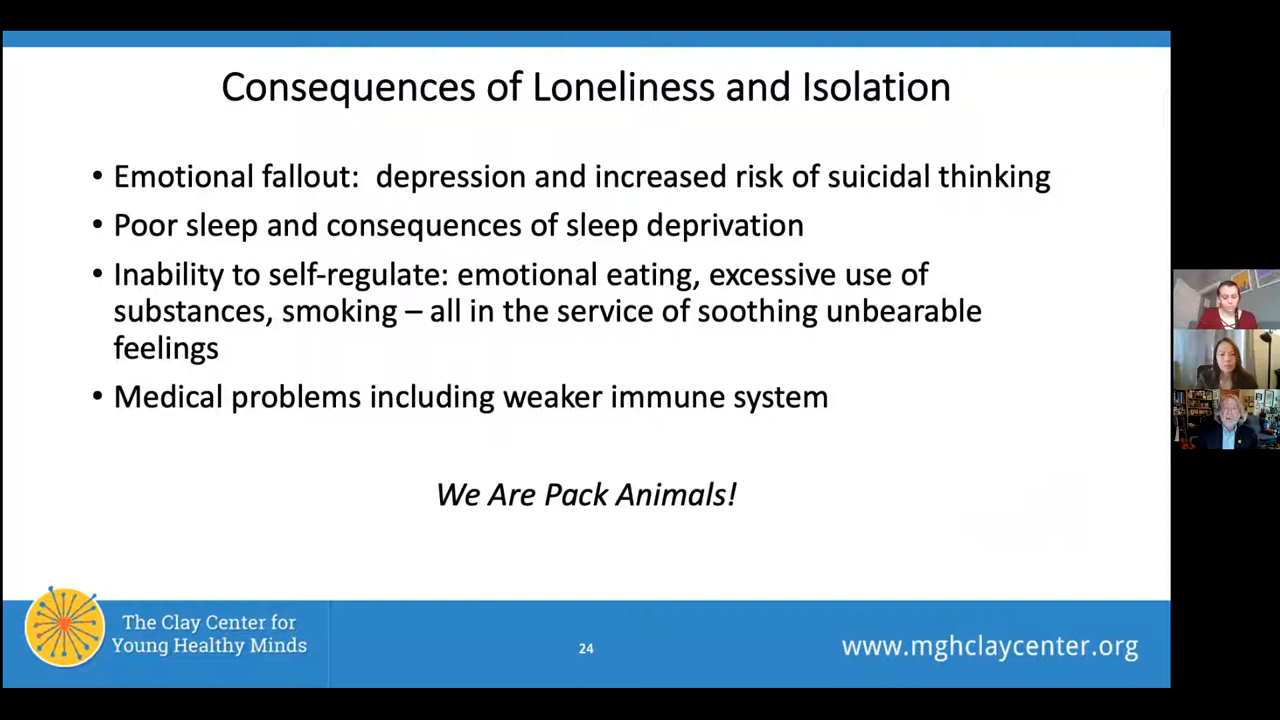 Consequences of Loneliness and Isolation
• Emotional fallout:  depression and increased risk of suicidal thinking
• Poor sleep and consequences of sleep deprivation
• Inability to self-regulate: emotional eating, excessive use of
substances, smoking – all in the service of soothing unbearable
feelings
• Medical problems including weaker immune system
We Are Pack Animals!
The Clay Center for
Young Healthy Minds
24
www.mghclaycenter.org